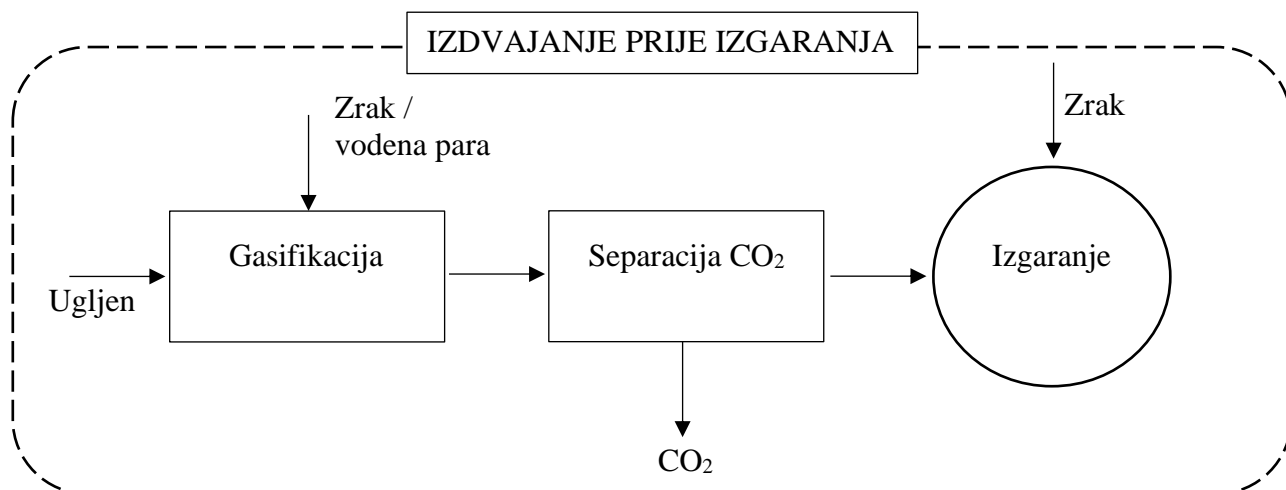 IZDVAJANJE PRIJE IZGARANJA
Zrak /
vodena para
Zrak
Gasifikacija
Separacija CO₂
Izgaranje
Ugljen
CO₂